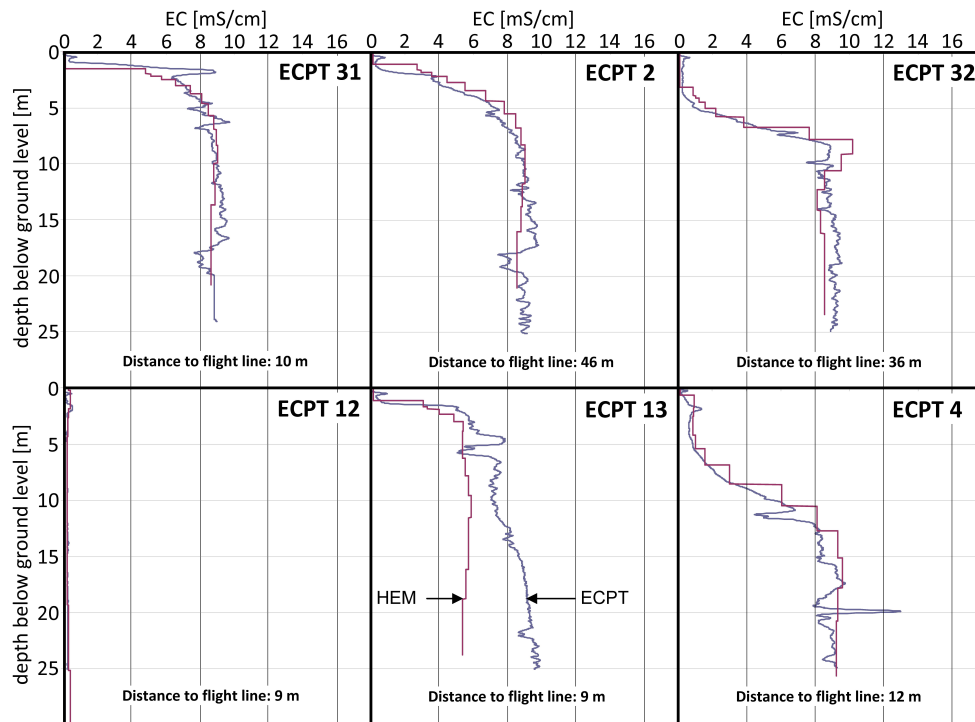 EC [mS/cm] EC [mS/cm] EC [mS/cm]
0 2 4 6 8 10 12 14 16 0 2 4 6 8 10 12 14 16 0 2 4 6 8 10 12 14 16
0
5
10
15
20
25
depth below ground level [m]
ECPT 31
Distance to flight line: 10 m
ECPT 2
Distance to flight line: 46 m
ECPT 32
Distance to flight line: 36 m
0
5
10
15
20
25
depth below ground level [m]
ECPT 12
Distance to flight line: 9 m
ECPT 13
HEM
ECPT
Distance to flight line: 9 m
ECPT 4
Distance to flight line: 12 m